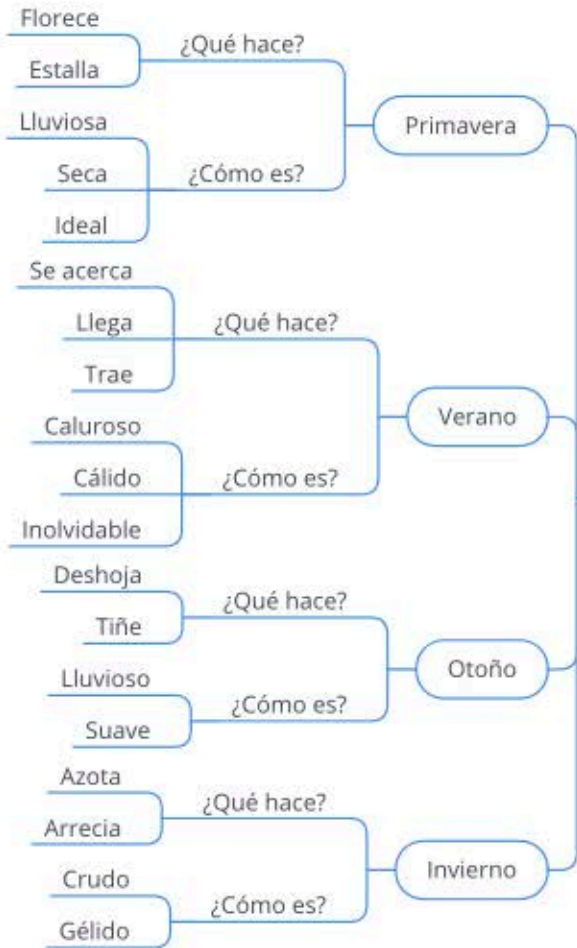 Primavera
¿Qué hace?
Florece
Estalla
¿Cómo es?
Lluviosa
Seca
Ideal
Verano
¿Qué hace?
Se acerca
Llega
Trae
¿Cómo es?
Caluroso
Cálido
Inolvidable
Otoño
¿Qué hace?
Deshoja
Tiñe
¿Cómo es?
Lluvioso
Suave
Invierno
¿Qué hace?
Azota
Arrecia
¿Cómo es?
Crudo
Gélido